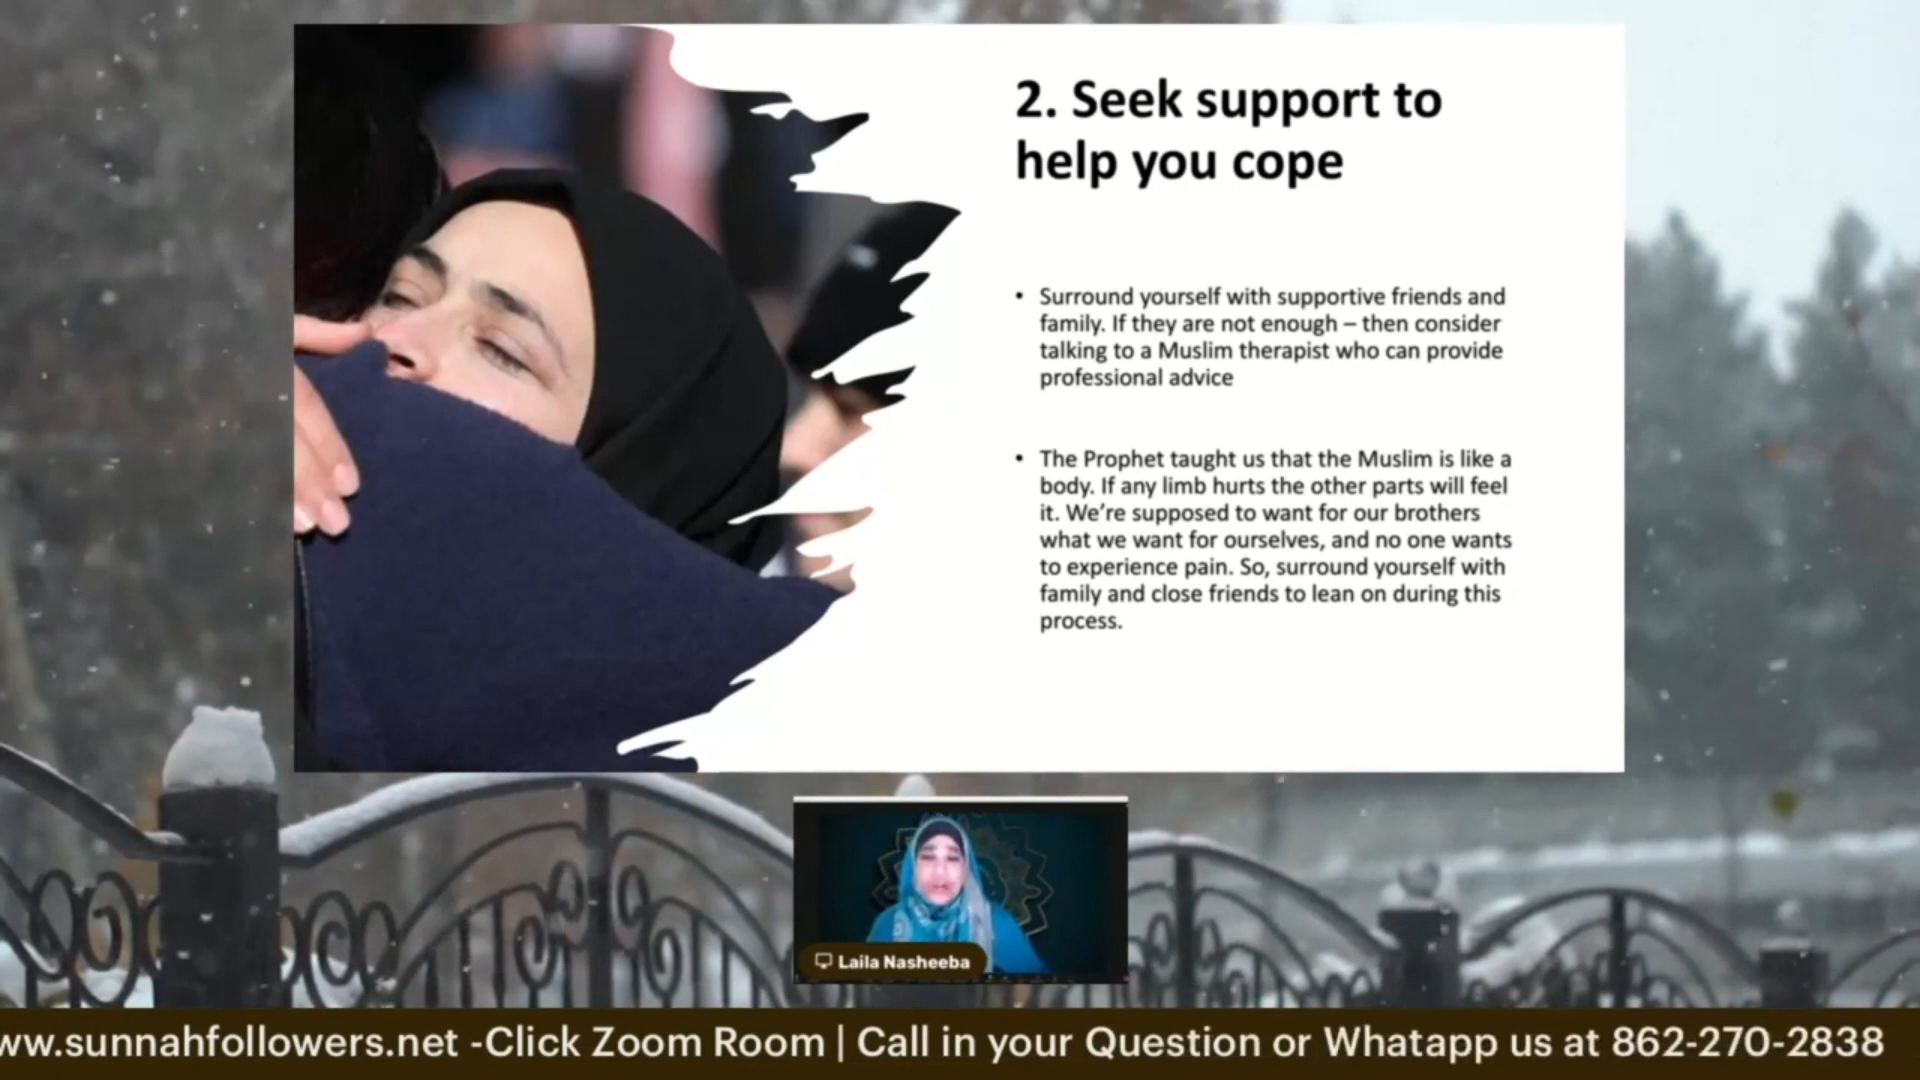 2. Seek support to
help you cope
• Surround yourself with supportive friends and
family. If they are not enough – then consider
talking to a Muslim therapist who can provide
professional advice
• The Prophet taught us that the Muslim is like a
body. If any limb hurts the other parts will feel
it. We’re supposed to want for our brothers
what we want for ourselves, and no one wants
to experience pain. So, surround yourself with
family and close friends to lean on during this
process.
Laila Nasheeba
ww.sunnahfollowers.net -Click Zoom Room | Call in your Question or Whatapp us at 862-270-2838